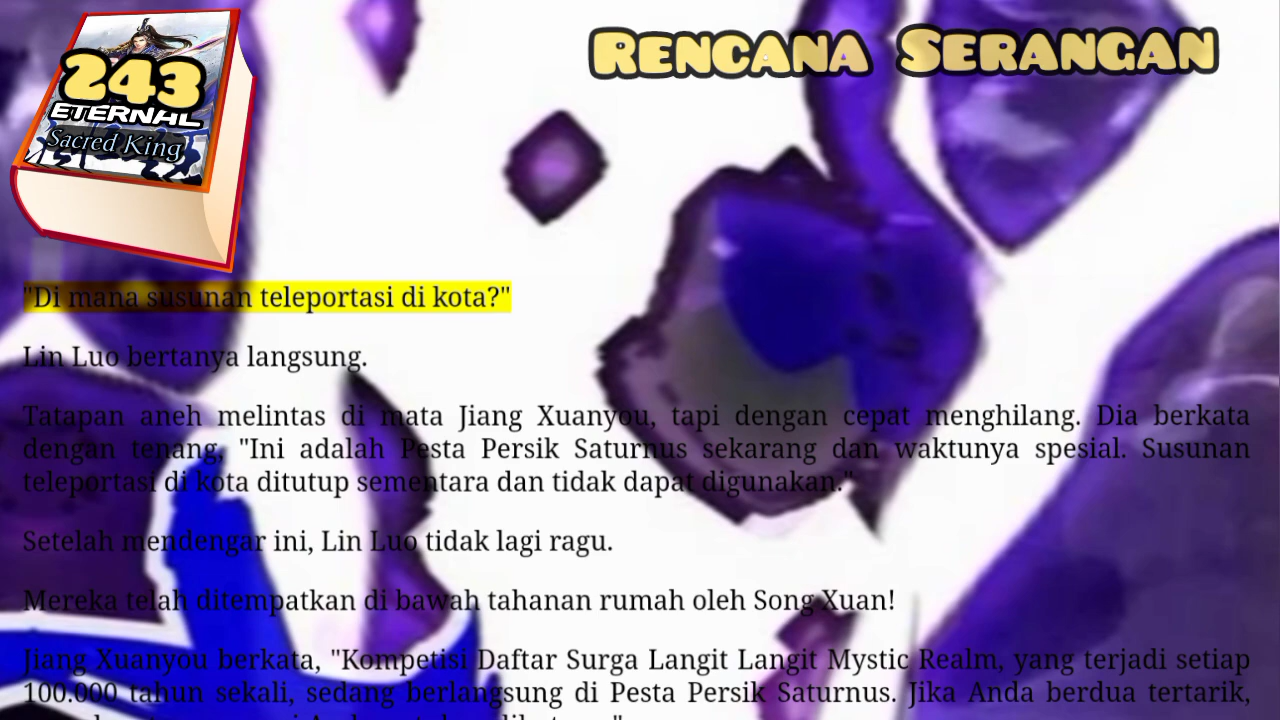 243
ETERNAL
Sacred King
RENCANA SERANGAN
"Di mana susunan teleportasi di kota?"
Lin Luo bertanya langsung.
Tatapan aneh melintas di mata Jiang Xuanyou, tapi dengan cepat menghilang. Dia berkata
dengan tenang, "Ini adalah Pesta Persik Saturnus sekarang dan waktunya spesial. Susunan
teleportasi di kota ditutup sementara dan tidak dapat digunakan."
Setelah mendengar ini, Lin Luo tidak lagi ragu.
Mereka telah ditempatkan di bawah tahanan rumah oleh Song Xuan!
Jiang Xuanyou berkata, "Kompetisi Daftar Surga Langit Langit Mystic Realm, yang terjadi setiap
100.000 tahun sekali, sedang berlangsung di Pesta Persik Saturnus. Jika Anda berdua tertarik,